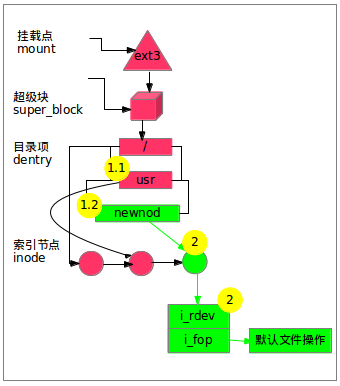 挂载点
mount
ext3
超级块
super_block
目录项
dentry
/
1.1
usr
1.2
newnod
索引节点
inode
2
2
i_rdev
i_fop
默认文件操作